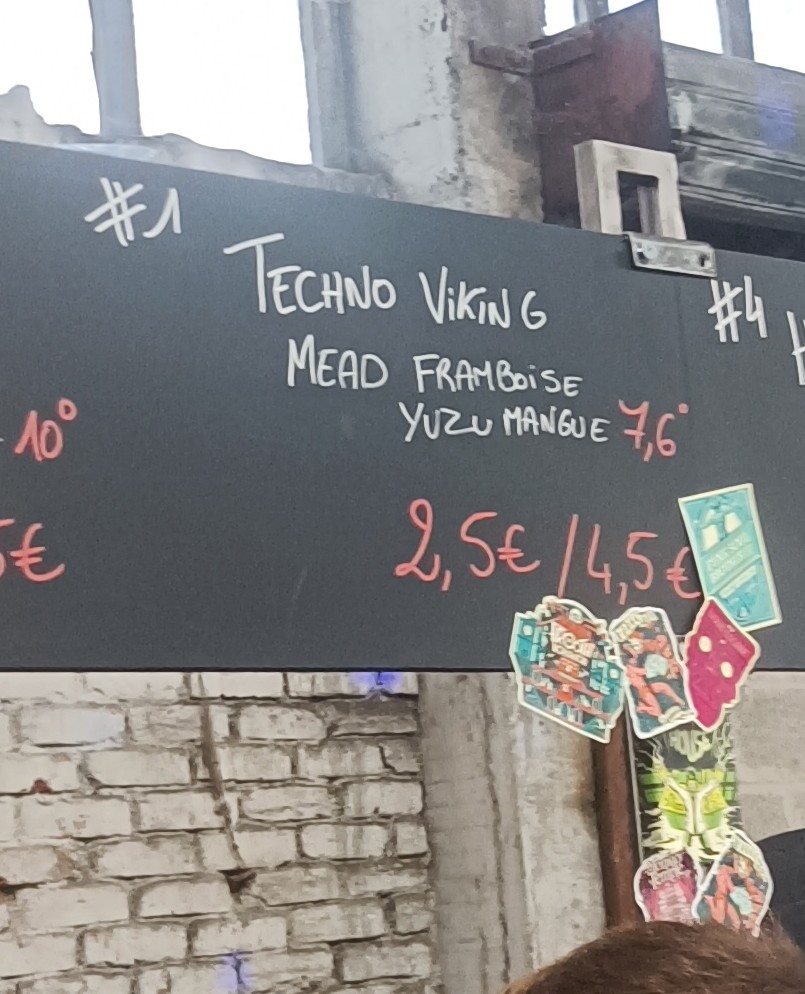 #1
TECHNO VIKING
MEAD FRAMBOISE
YUZU MANGUE 7,6°
2,5€ / 4,5€
10°
5€
#4